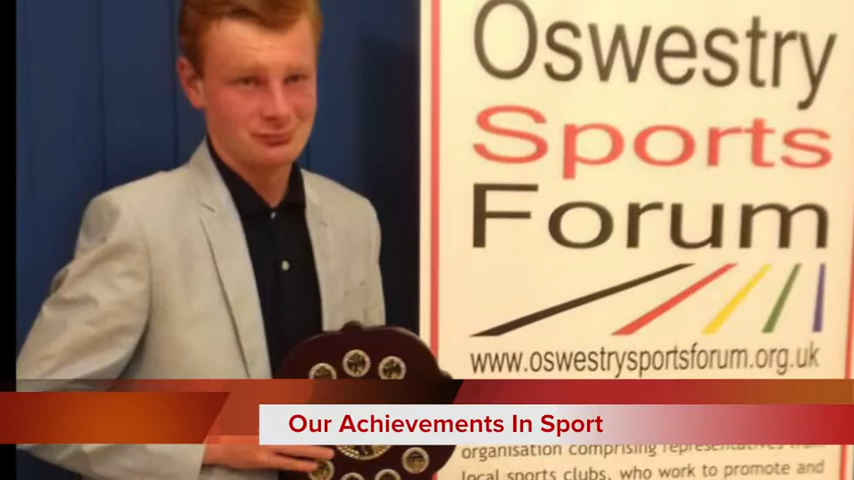 Oswestry
Sports
Forum
www.oswestrysportsforum.org.uk
Our Achievements In Sport
organisation comprising representatives
local sports clubs, who work to promote and